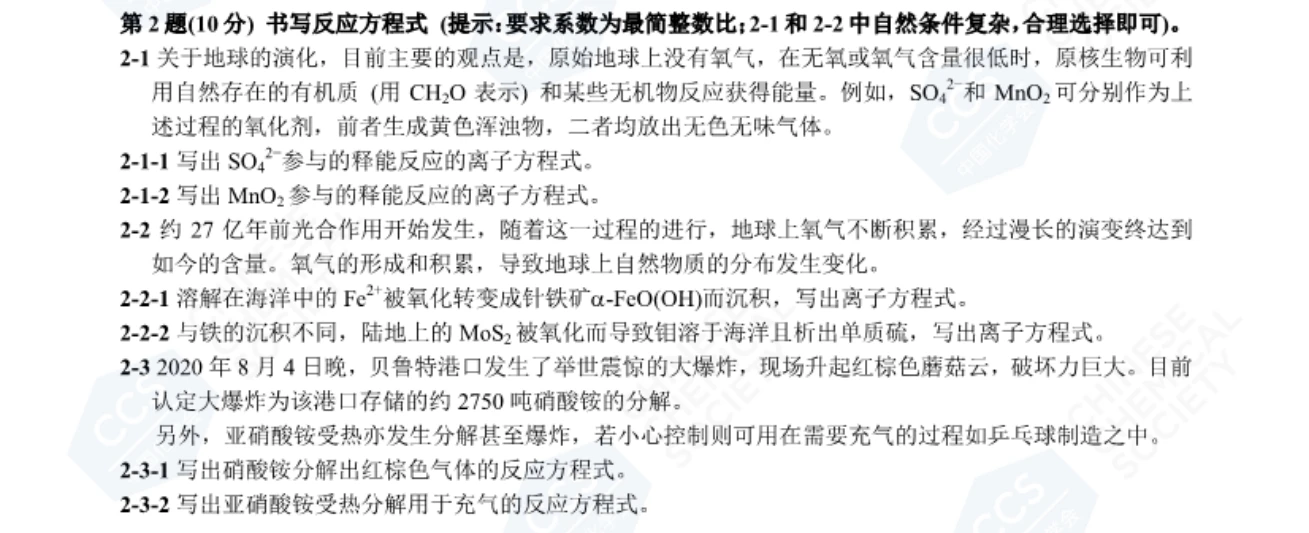 第2题(10分) 书写反应方程式 (提示:要求系数为最简整数比;2-1和2-2中自然条件复杂,合理选择即可)。
2-1 关于地球的演化，目前主要的观点是，原始地球上没有氧气，在无氧或氧气含量很低时，原核生物可利
用自然存在的有机质 (用 CH₂O 表示) 和某些无机物反应获得能量。例如，SO₄²⁻和 MnO₂可分别作为上
述过程的氧化剂，前者生成黄色浑浊物，二者均放出无色无味气体。
2-1-1 写出 SO₄²⁻参与的释能反应的离子方程式。
2-1-2 写出 MnO₂参与的释能反应的离子方程式。
2-2 约 27 亿年前光合作用开始发生，随着这一过程的进行，地球上氧气不断积累，经过漫长的演变终达到
如今的含量。氧气的形成和积累，导致地球上自然物质的分布发生变化。
2-2-1 溶解在海洋中的 Fe²⁺被氧化转变成针铁矿α-FeO(OH)而沉积，写出离子方程式。
2-2-2 与铁的沉积不同，陆地上的 MoS₂被氧化而导致钼溶于海洋且析出单质硫，写出离子方程式。
2-3 2020 年 8 月 4 日晚，贝鲁特港口发生了举世震惊的大爆炸，现场升起红棕色蘑菇云，破坏力巨大。目前
认定大爆炸为该港口存储的约 2750 吨硝酸铵的分解。
另外，亚硝酸铵受热亦发生分解甚至爆炸，若小心控制则可用在需要充气的过程如乒乓球制造之中。
2-3-1 写出硝酸铵分解出红棕色气体的反应方程式。
2-3-2 写出亚硝酸铵受热分解用于充气的反应方程式。
CCS
中国化学会
CCS
CCS
CHINESE
CHEMICAL
SOCIETY